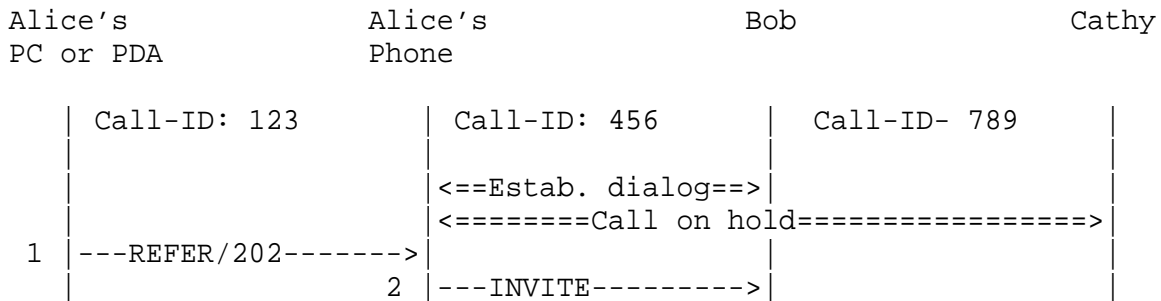 Alice's                Alice's                Bob                Cathy
PC or PDA              Phone

    | Call-ID: 123       | Call-ID: 456       |  Call-ID- 789      |
    |                    |                    |                    |
    |                    |<==Estab. dialog==>|                    |
    |                    |<========Call on hold=================>|
 1  |---REFER/202------->|                    |                    |
    |                  2 |---INVITE--------->|                    |